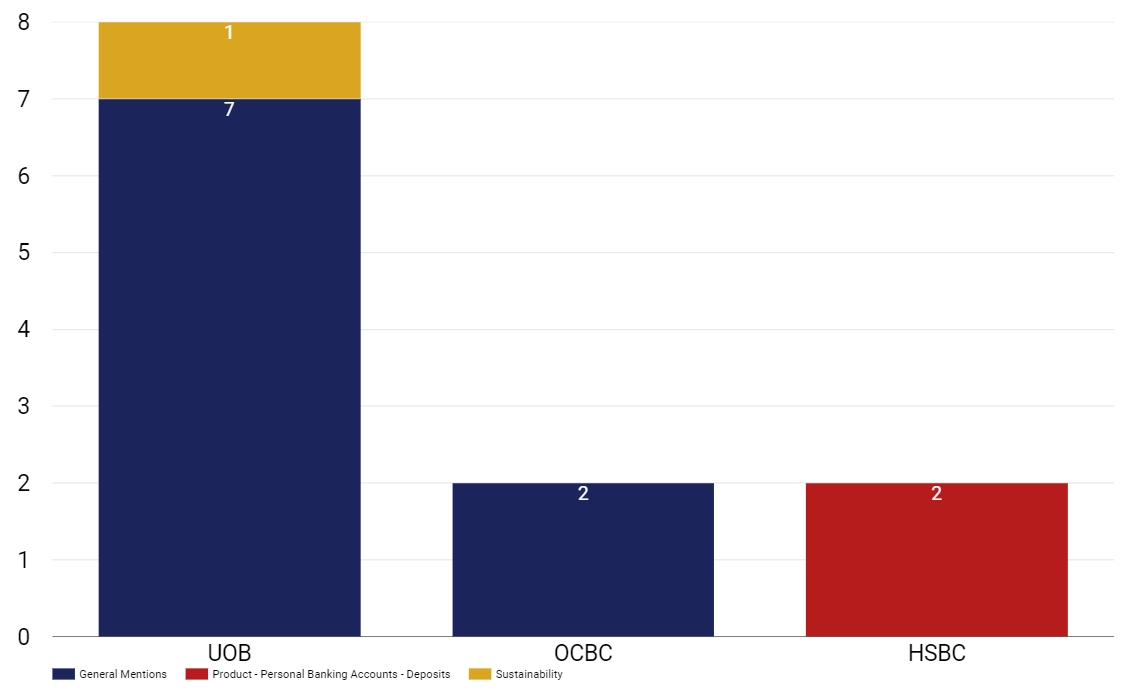 8
7
6
5
4
3
2
1
0
1
7
2
2
UOB
OCBC
HSBC
General Mentions
Product - Personal Banking Accounts - Deposits
Sustainability